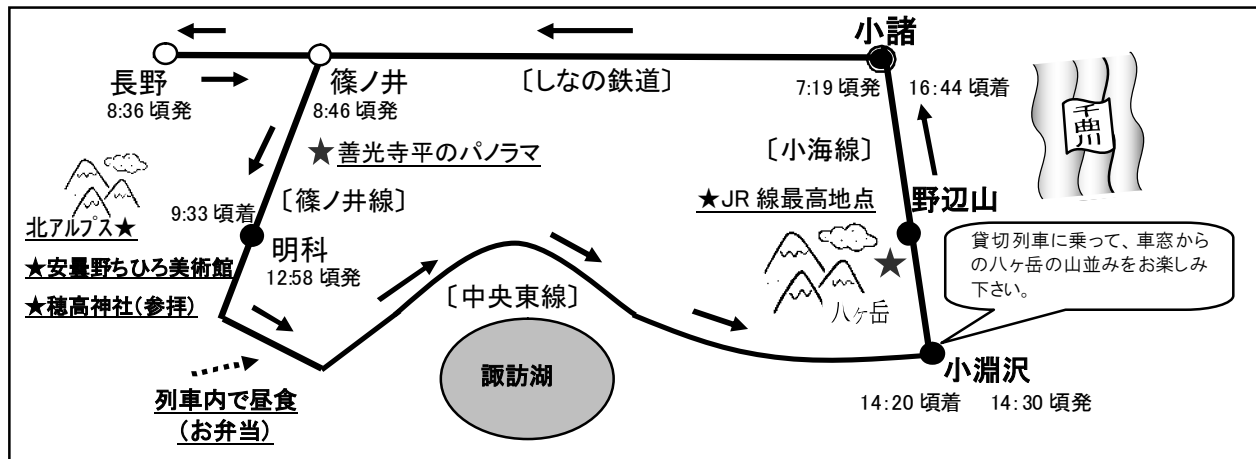 小諸
長野
8:36 頃発
篠ノ井
8:46 頃発
〔しなの鉄道〕
7:19 頃発
16:44 頃着
千曲川
★善光寺平のパノラマ
〔小海線〕
〔篠ノ井線〕
9:33 頃着
北アルプス★
★JR 線最高地点
野辺山
明科
12:58 頃発
★安曇野ちひろ美術館
★穂高神社(参拝)
貸切列車に乗って、車窓から
の八ヶ岳の山並みをお楽しみ
下さい。
★
八ヶ岳
〔中央東線〕
諏訪湖
小淵沢
14:20 頃着
14:30 頃発
列車内で昼食
(お弁当)